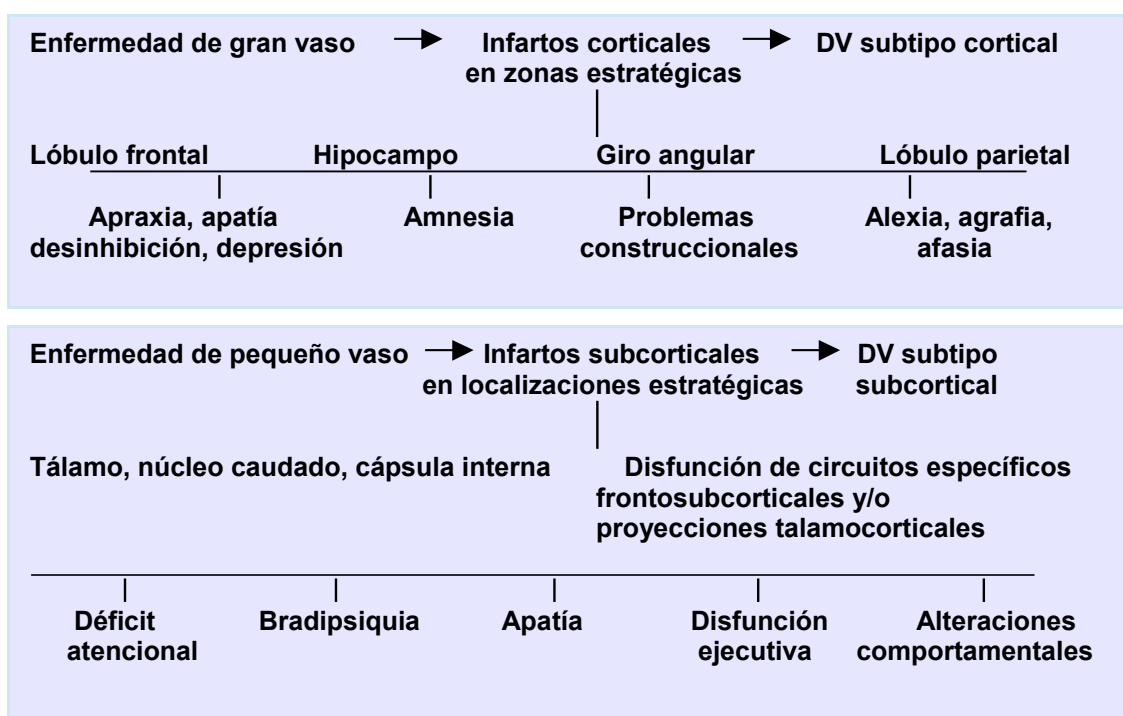 Enfermedad de gran vaso Infartos corticales DV subtipo cortical
en zonas estratégicas
Lóbulo frontal Hipocampo Giro angular Lóbulo parietal
Apraxia, apatía Amnesia Problemas Alexia, agrafia,
desinhibición, depresión construccionales afasia
Enfermedad de pequeño vaso Infartos subcorticales DV subtipo
en localizaciones estratégicas subcortical
Tálamo, núcleo caudado, cápsula interna Disfunción de circuitos específicos
frontosubcorticales y/o
proyecciones talamocorticales
Déficit Bradipsiquia Apatía Disfunción Alteraciones
atencional ejecutiva comportamentales